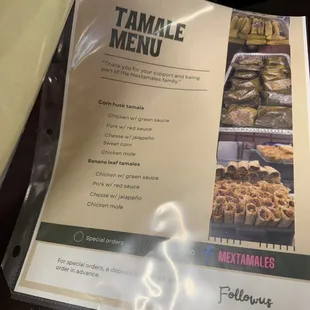 TAMALE
MENU
"Thank you for your support and being
part of the Mextamales family."
Corn husk tamale
Chicken w/ green sauce
Pork w/ red sauce
Cheese w/ jalapeño
Sweet corn
Chicken mole
Banana leaf tamales
Chicken w/ green sauce
Pork w/ red sauce
Cheese w/ jalapeño
Chicken mole
Special orders
MEXTAMALES
For special orders, a deposit
order in advance.
Follow us